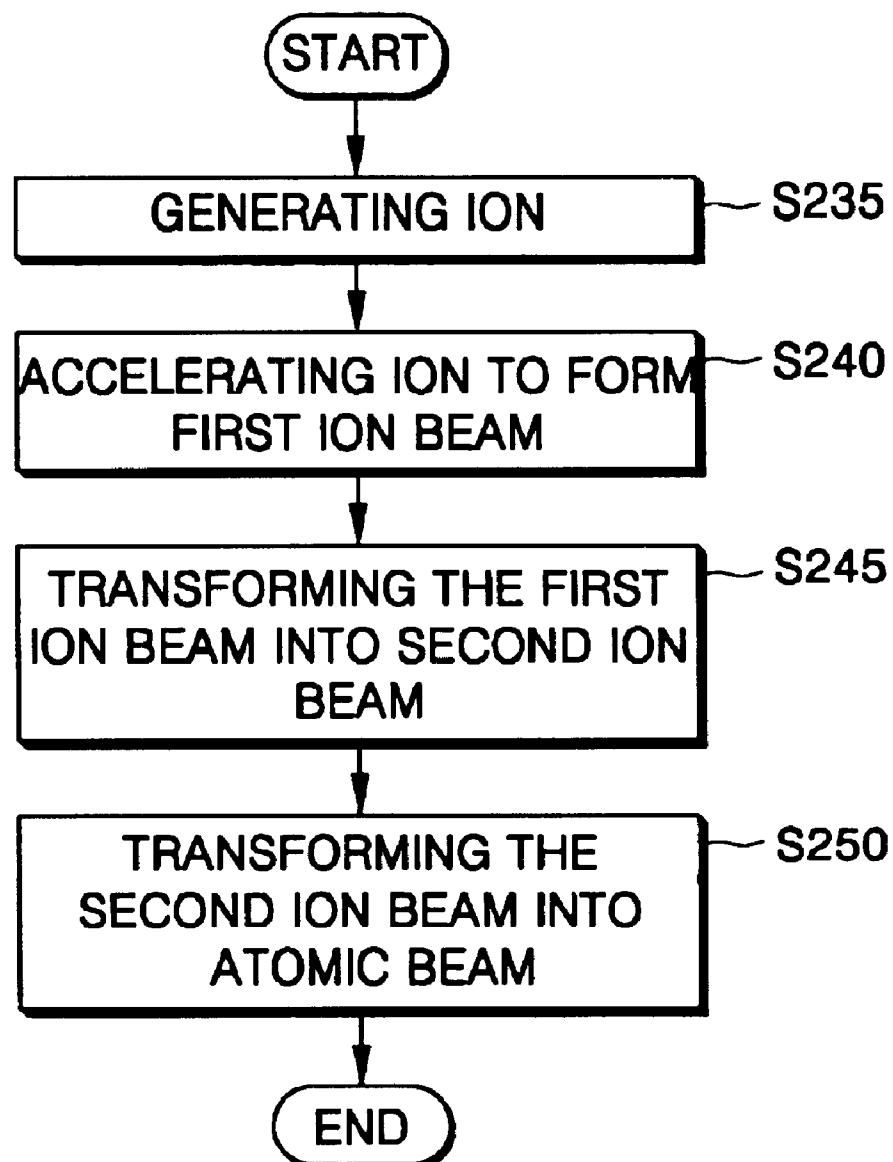 START
GENERATING ION
S235
ACCELERATING ION TO FORM
FIRST ION BEAM
S240
TRANSFORMING THE FIRST
ION BEAM INTO SECOND ION
BEAM
S245
TRANSFORMING THE
SECOND ION BEAM INTO
ATOMIC BEAM
S250
END